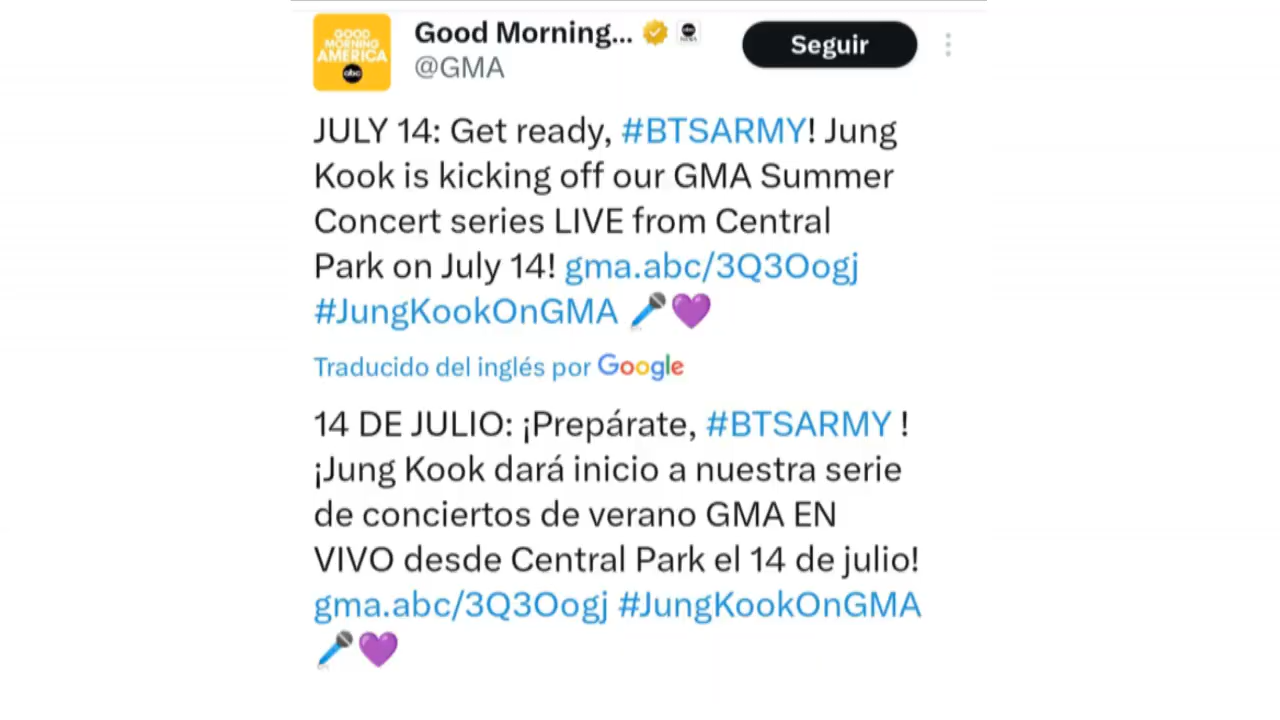 GOOD
MORNING
AMERICA
abc
Good Morning...
Seguir
@GMA
JULY 14: Get ready, #BTSARMY! Jung
Kook is kicking off our GMA Summer
Concert series LIVE from Central
Park on July 14! gma.abc/3Q3Oogj
#JungKookOnGMA 🎤💜
Traducido del inglés por Google
14 DE JULIO: ¡Prepárate, #BTSARMY !
¡Jung Kook dará inicio a nuestra serie
de conciertos de verano GMA EN
VIVO desde Central Park el 14 de julio!
gma.abc/3Q3Oogj #JungKookOnGMA
🎤💜